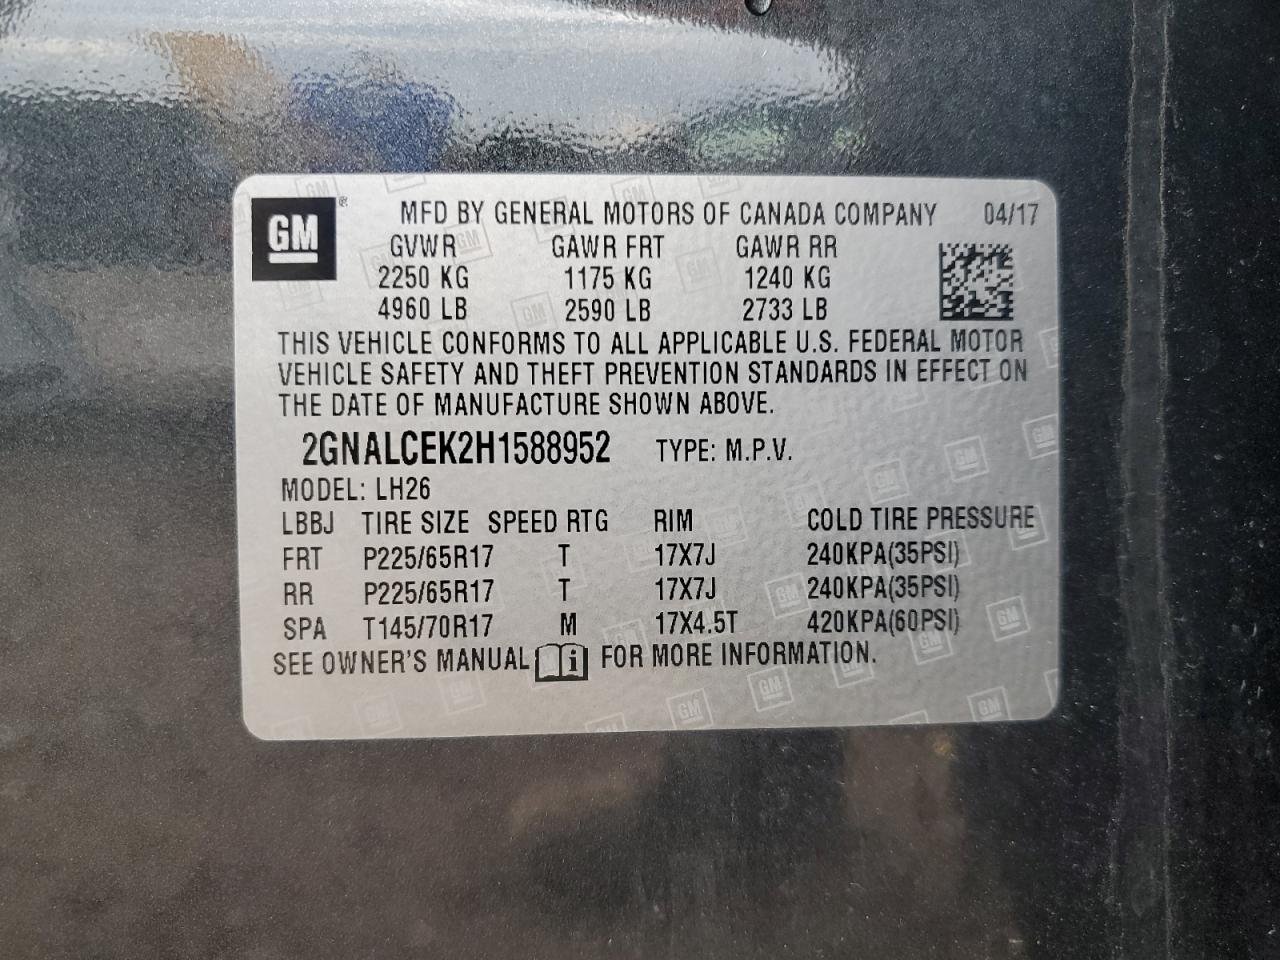 GM®
MFD BY GENERAL MOTORS OF CANADA COMPANY 04/17
GVWR GAWR FRT GAWR RR
2250 KG 1175 KG 1240 KG
4960 LB 2590 LB 2733 LB
THIS VEHICLE CONFORMS TO ALL APPLICABLE U.S. FEDERAL MOTOR
VEHICLE SAFETY AND THEFT PREVENTION STANDARDS IN EFFECT ON
THE DATE OF MANUFACTURE SHOWN ABOVE.
2GNALCEK2H1588952 TYPE: M.P.V.
MODEL: LH26
LBBJ TIRE SIZE SPEED RTG RIM COLD TIRE PRESSURE
FRT P225/65R17 T 17X7J 240KPA(35PSI)
RR P225/65R17 T 17X7J 240KPA(35PSI)
SPA T145/70R17 M 17X4.5T 420KPA(60PSI)
SEE OWNER'S MANUAL i FOR MORE INFORMATION.